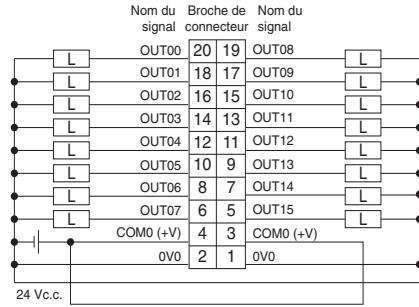 Nom du signal Broche de connecteur Nom du signal
L OUT00 20 19 OUT08 L
L OUT01 18 17 OUT09 L
L OUT02 16 15 OUT10 L
L OUT03 14 13 OUT11 L
L OUT04 12 11 OUT12 L
L OUT05 10 9 OUT13 L
L OUT06 8 7 OUT14 L
L OUT07 6 5 OUT15 L
COM0 (+V) 4 3 COM0 (+V)
0V0 2 1 0V0
24 Vc.c.